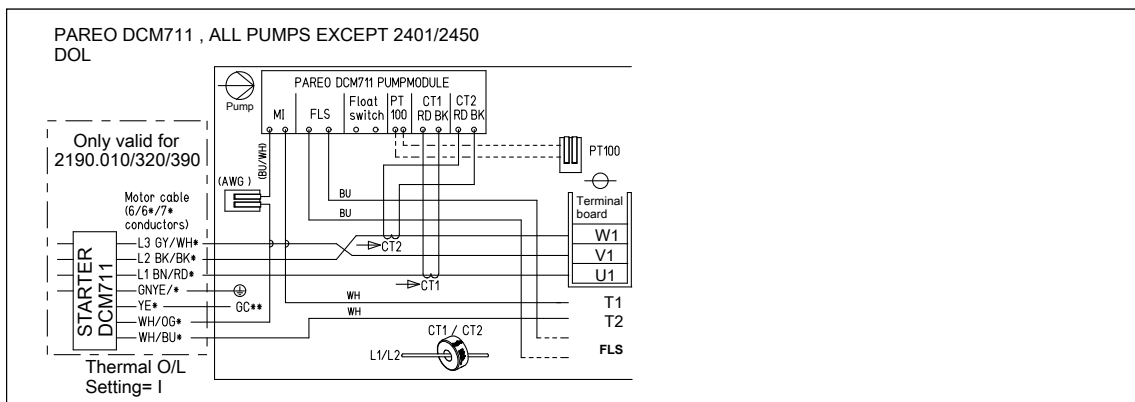 PAREO DCM711 , ALL PUMPS EXCEPT 2401/2450
DOL
Pump
PAREO DCM711 PUMPMODULE
MI
FLS
Float
switch
PT
100
CT1
RD BK
CT2
RD BK
Only valid for
2190.010/320/390
(BU/WH)
(AWG )
PT100
Motor cable
(6/6*/7*
conductors)
BU
BU
Terminal
board
W1
V1
U1
STARTER
DCM711
L3 GY/WH*
L2 BK/BK*
L1 BN/RD*
GNYE/*
YE*
WH/OG*
WH/BU*
GC**
CT2
CT1
WH
WH
T1
T2
FLS
CT1 / CT2
L1/L2
Thermal O/L
Setting= I